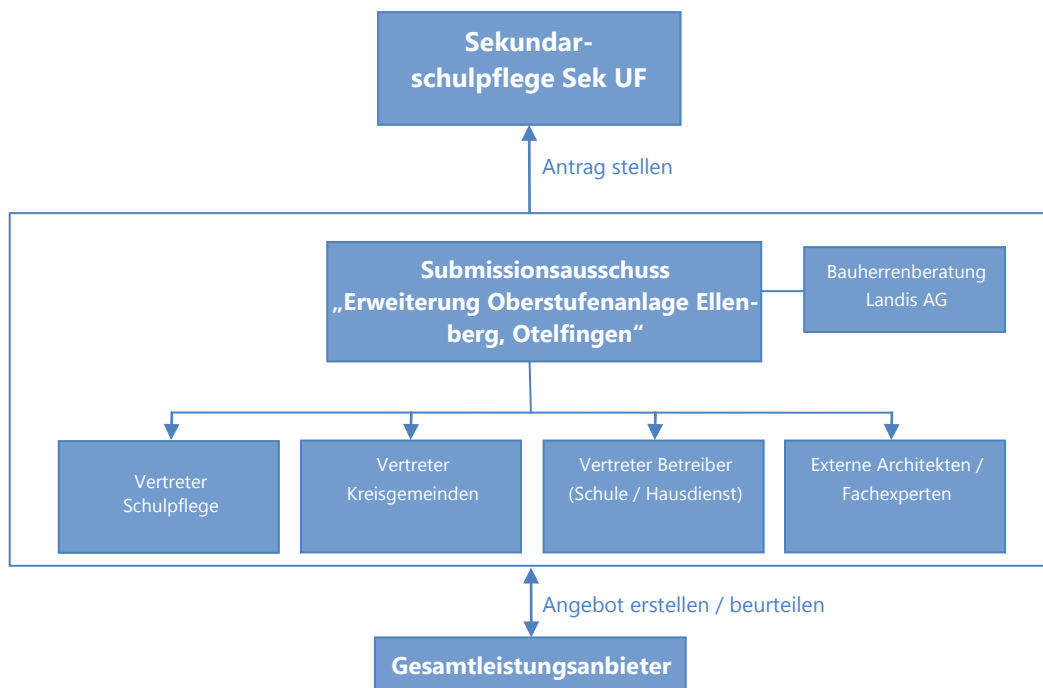 Sekundar-
schulpflege Sek UF
Antrag stellen
Submissionsausschuss
„Erweiterung Oberstufenanlage Ellen-
berg, Otelfingen“
Bauherrenberatung
Landis AG
Vertreter
Schulpflege
Vertreter
Kreisgemeinden
Vertreter Betreiber
(Schule / Hausdienst)
Externe Architekten /
Fachexperten
Angebot erstellen / beurteilen
Gesamtleistungsanbieter